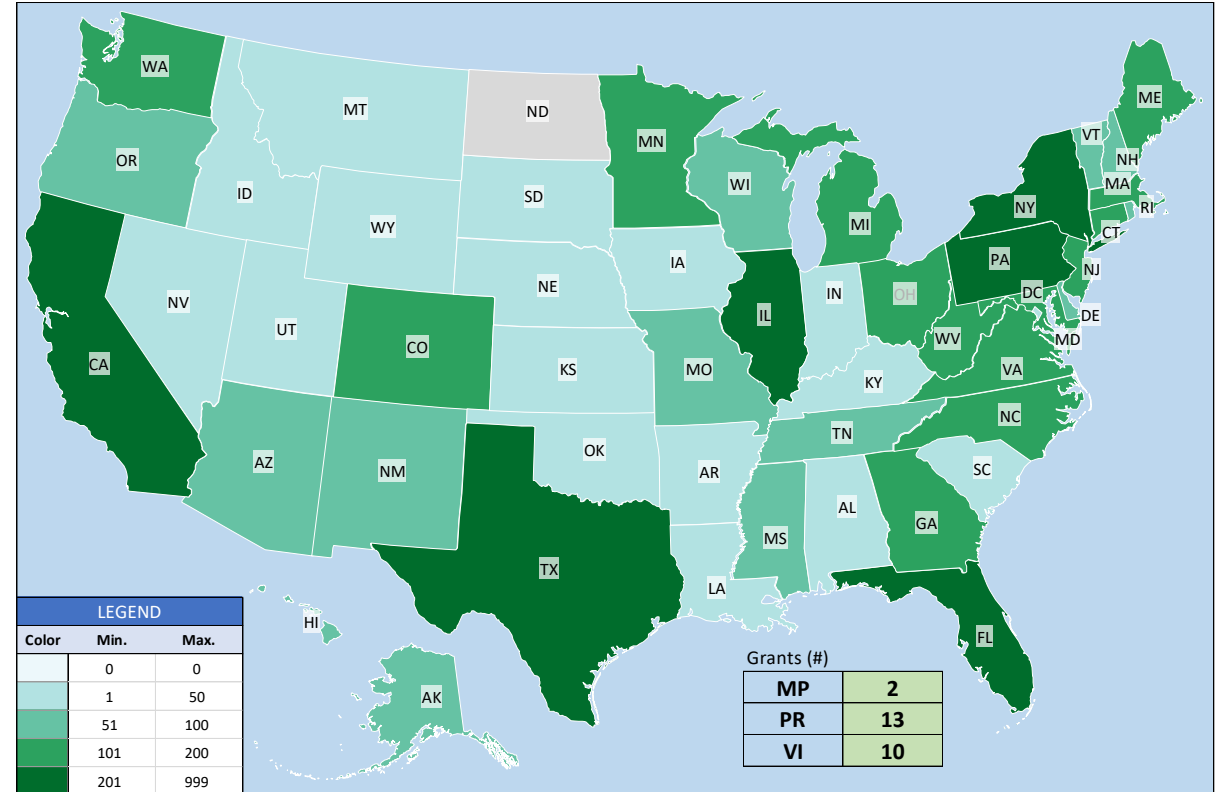 WA
ME
MT
ND
VT
MN
OR
NH
WI
MA
ID
SD
NY
RI
MI
WY
CT
IA
PA
NJ
NE
DC
NV
IN
OH
UT
IL
DE
WV
MD
CO
CA
KS
MO
VA
KY
NC
TN
OK
AZ
NM
AR
SC
AL
GA
MS
TX
LA
LEGEND
HI
Color Min. Max.
FL
Grants (#)
0 0
MP 2
1 50
AK
PR 13
51 100
VI 10
101 200
201 999